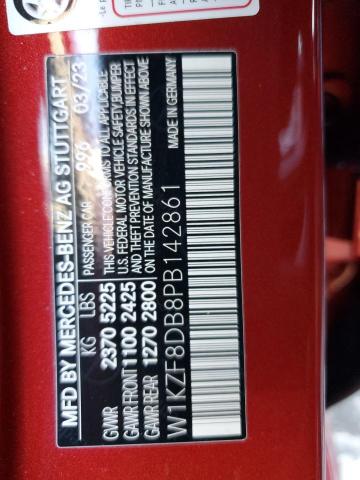 MFD BY MERCEDES-BENZ AG STUTTGART
PASSENGER CAR 996 03/23
KG LBS
GVWR 2370 5225
GAWR FRONT 1100 2425
GAWR REAR 1270 2800
THIS VEHICLE CONFORMS TO ALL APPLICABLE
U.S. FEDERAL MOTOR VEHICLE SAFETY, BUMPER
AND THEFT PREVENTION STANDARDS IN EFFECT
ON THE DATE OF MANUFACTURE SHOWN ABOVE
MADE IN GERMANY
W1KZF8DB8PB142861